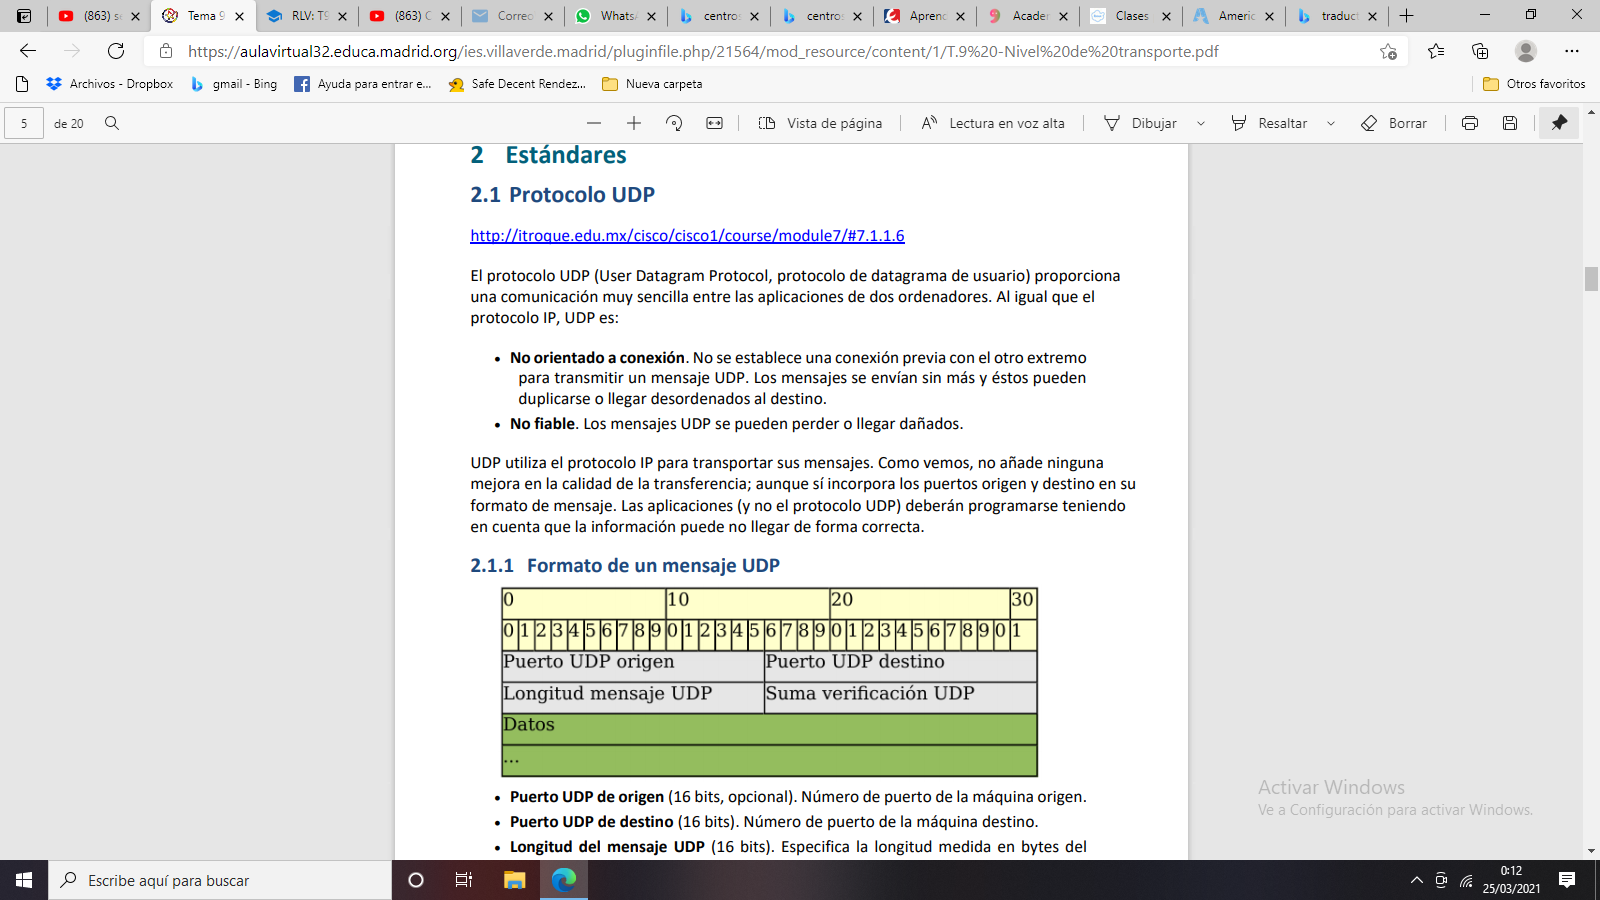 (863) se
Tema 9
RLV: T9
(863) C
Correo
WhatsA
centros
centros
Aprend
Academ
Clases
Americ
traduct
https://aulavirtual32.educa.madrid.org/ies.villaverde.madrid/pluginfile.php/21564/mod_resource/content/1/T.9%20-Nivel%20de%20transporte.pdf
Archivos - Dropbox
gmail - Bing
Ayuda para entrar e...
Safe Decent Rendez...
Nueva carpeta
Otros favoritos
5 de 20
Vista de página
Lectura en voz alta
Dibujar
Resaltar
Borrar
2 Estándares
2.1 Protocolo UDP
http://itroque.edu.mx/cisco/cisco1/course/module7/#7.1.1.6
El protocolo UDP (User Datagram Protocol, protocolo de datagrama de usuario) proporciona
una comunicación muy sencilla entre las aplicaciones de dos ordenadores. Al igual que el
protocolo IP, UDP es:
• No orientado a conexión. No se establece una conexión previa con el otro extremo
para transmitir un mensaje UDP. Los mensajes se envían sin más y éstos pueden
duplicarse o llegar desordenados al destino.
• No fiable. Los mensajes UDP se pueden perder o llegar dañados.
UDP utiliza el protocolo IP para transportar sus mensajes. Como vemos, no añade ninguna
mejora en la calidad de la transferencia; aunque sí incorpora los puertos origen y destino en su
formato de mensaje. Las aplicaciones (y no el protocolo UDP) deberán programarse teniendo
en cuenta que la información puede no llegar de forma correcta.
2.1.1 Formato de un mensaje UDP
0 10 20 30
0 1 2 3 4 5 6 7 8 9 0 1 2 3 4 5 6 7 8 9 0 1 2 3 4 5 6 7 8 9 0 1
Puerto UDP origen Puerto UDP destino
Longitud mensaje UDP Suma verificación UDP
Datos
...
• Puerto UDP de origen (16 bits, opcional). Número de puerto de la máquina origen.
• Puerto UDP de destino (16 bits). Número de puerto de la máquina destino.
• Longitud del mensaje UDP (16 bits). Especifica la longitud medida en bytes del
Activar Windows
Ve a Configuración para activar Windows.
Escribe aquí para buscar
0:12
25/03/2021